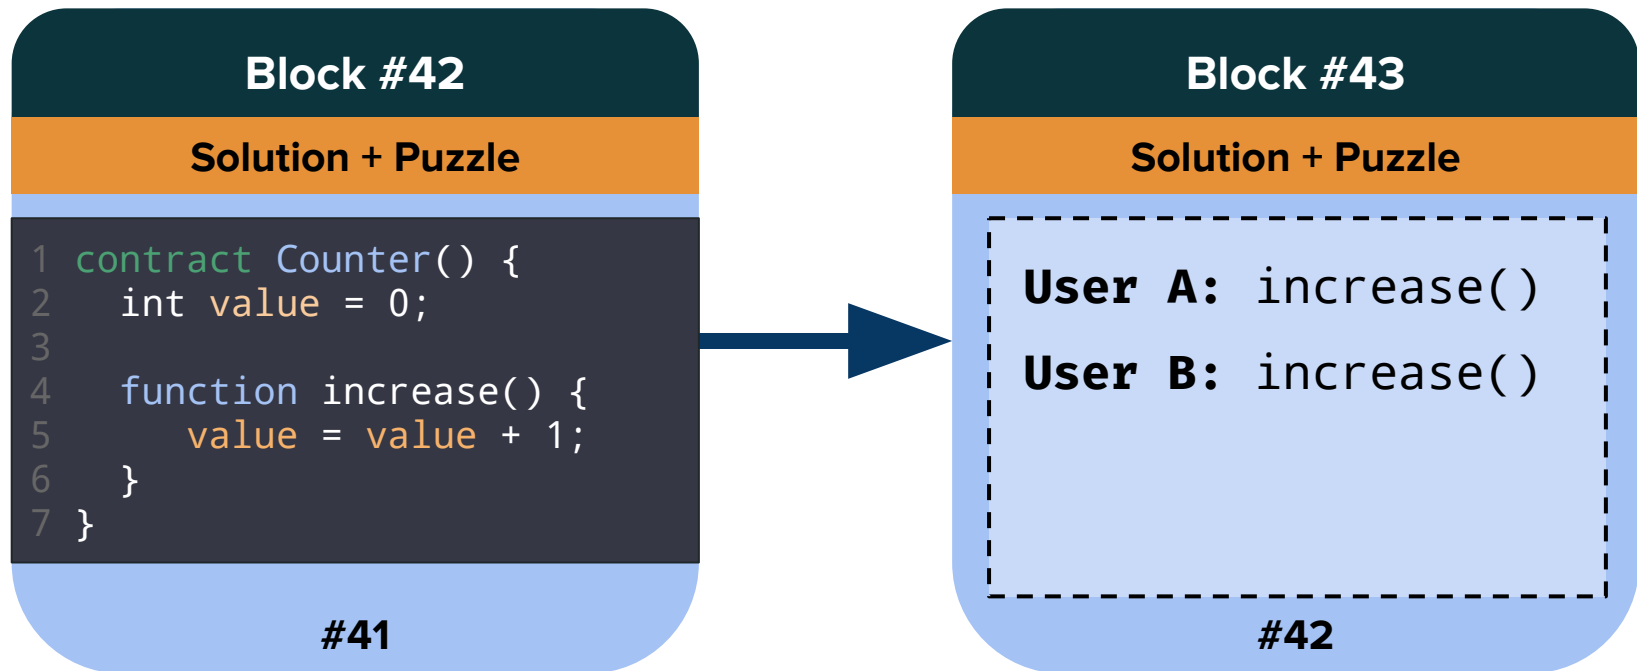 Block #42
Solution + Puzzle
1 contract Counter() {
2   int value = 0;
3
4   function increase() {
5      value = value + 1;
6   }
7 }
#41
Block #43
Solution + Puzzle
User A: increase()
User B: increase()
#42